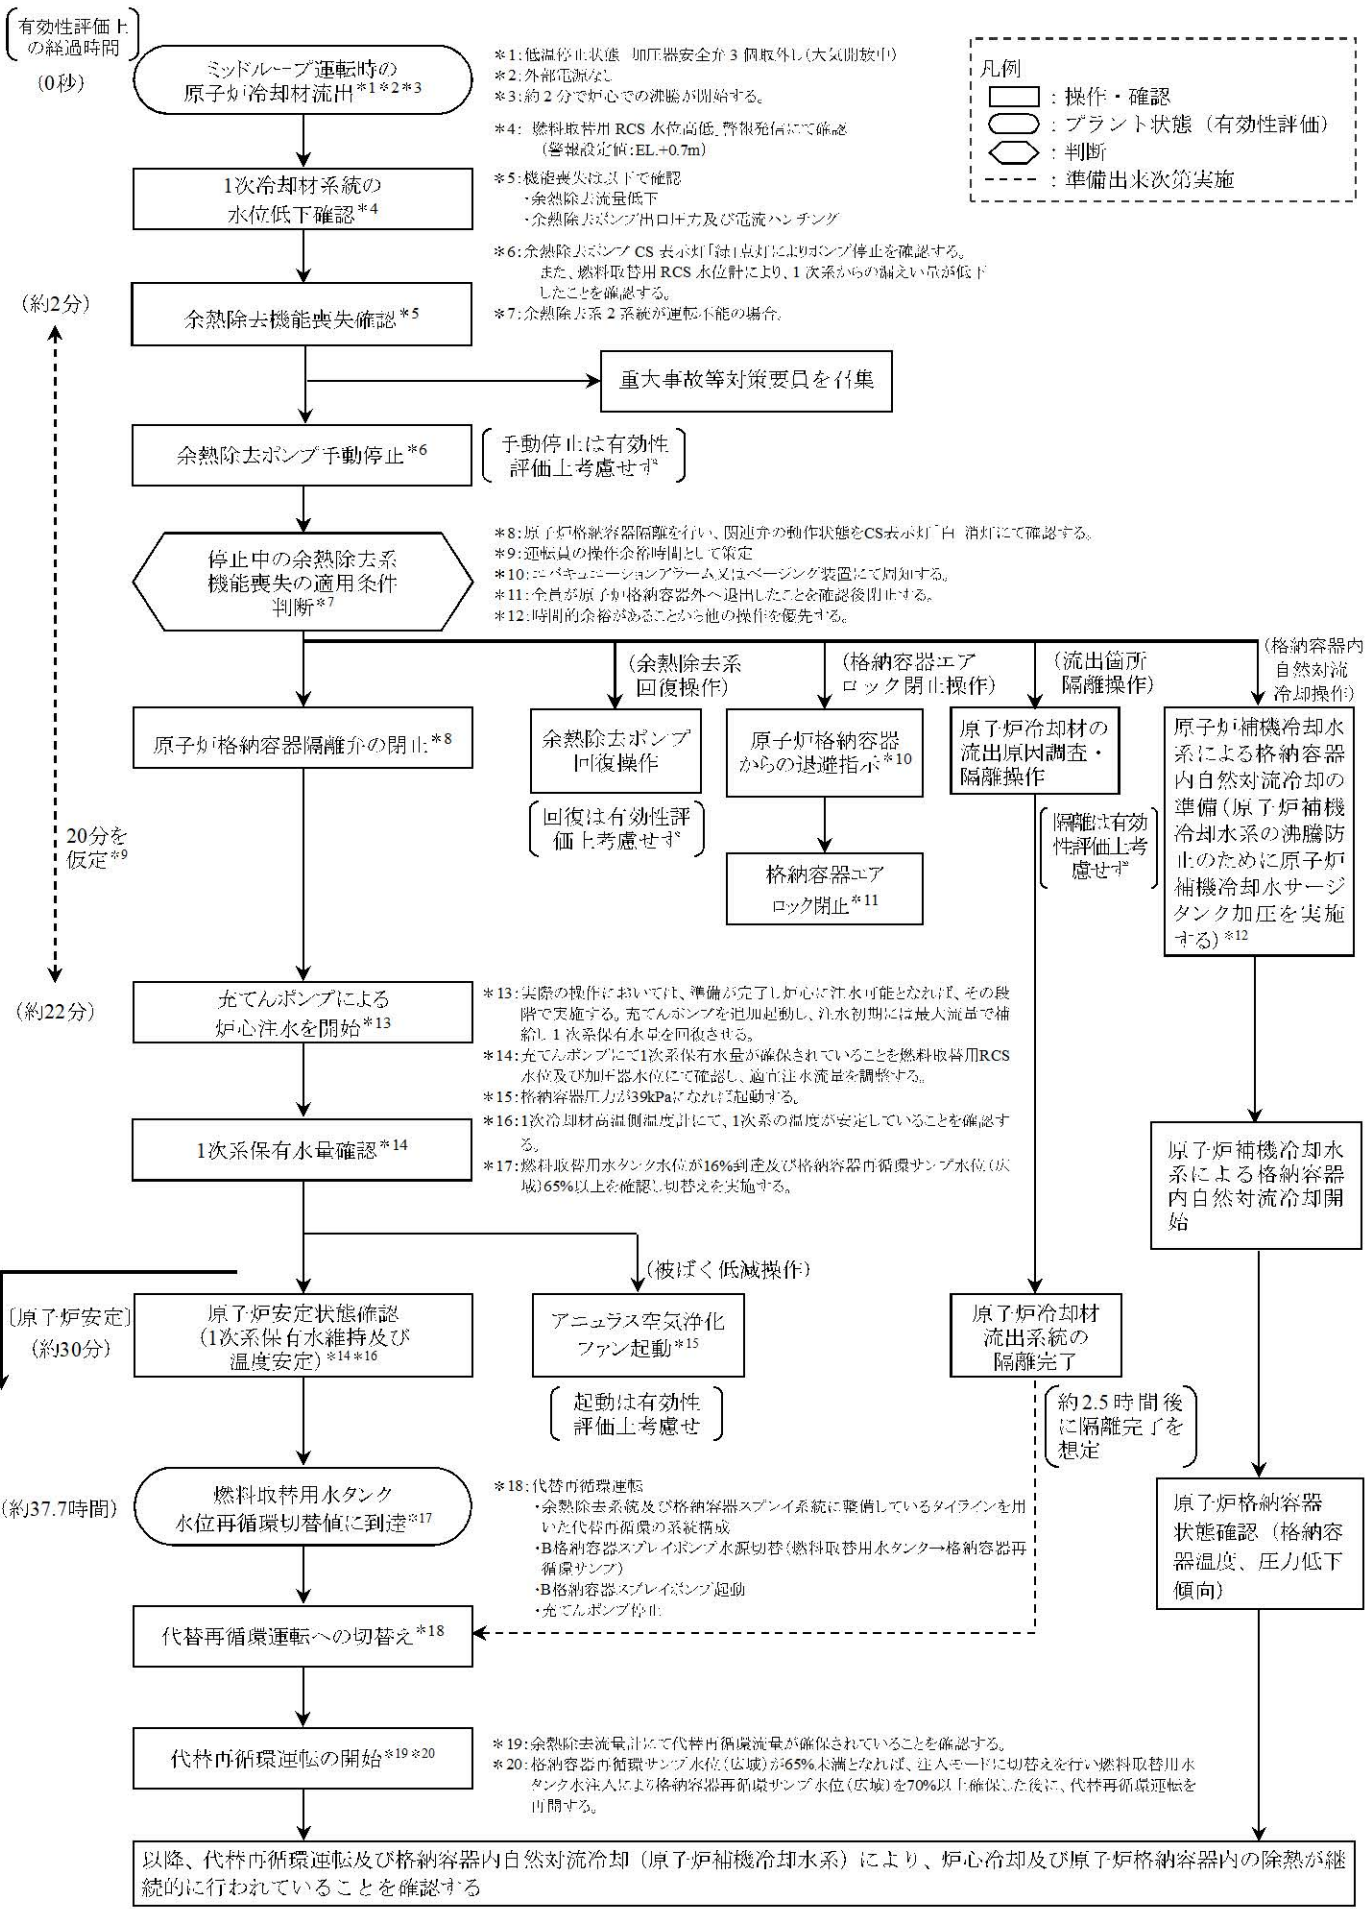 有効性評価上
の経過時間
(0秒)
ミッドループ運転時の
原子炉冷却材流出*1*2*3
*1:低温停止状態 加圧器安全弁3個取外し(大気開放中)
*2:外部電源なし
*3:約2分で炉心での沸騰が開始する。
*4:「燃料取替用RCS水位高低」警報発信にて確認
(警報設定値:EL.+0.7m)
*5:機能喪失は以下で確認
・余熱除去流量低下
・余熱除去ポンプ出口圧力及び電流ハンチング
*6:余熱除去ポンプCS表示灯「緑」点灯によりポンプ停止を確認する。
また、燃料取替用RCS水位計により、1次系からの漏えい量が低下
したことを確認する。
*7:余熱除去系2系統が運転不能の場合。
凡例
:操作・確認
:プラント状態(有効性評価)
:判断
:準備出来次第実施
1次冷却材系統の
水位低下確認*4
(約2分)
余熱除去機能喪失確認*5
重大事故等対策要員を召集
余熱除去ポンプ手動停止*6
手動停止は有効性
評価上考慮せず
停止中の余熱除去系
機能喪失の適用条件
判断*7
*8:原子炉格納容器隔離を行い、関連弁の動作状態をCS表示灯「白」消灯にて確認する。
*9:運転員の操作余裕時間として策定
*10:エバキュエーションアラーム又はページング装置にて周知する。
*11:全員が原子炉格納容器外へ退出したことを確認後閉止する。
*12:時間的余裕があることから他の操作を優先する。
(余熱除去系
回復操作)
(格納容器エア
ロック閉止操作)
(流出箇所
隔離操作)
(格納容器内
自然対流
冷却操作)
原子炉格納容器隔離弁の閉止*8
余熱除去ポンプ
回復操作
回復は有効性評
価上考慮せず
原子炉格納容器
からの退避指示*10
格納容器エア
ロック閉止*11
原子炉冷却材の
流出原因調査・
隔離操作
隔離は有効
性評価上考
慮せず
原子炉補機冷却水
系による格納容器
内自然対流冷却の
準備(原子炉補機
冷却水系の沸騰防
止のために原子炉
補機冷却水サージ
タンク加圧を実施
する)*12
20分を
仮定*9
(約22分)
充てんポンプによる
炉心注水を開始*13
*13:実際の操作においては、準備が完了し炉心に注水可能となれば、その段
階で実施する。充てんポンプを追加起動し、注水初期には最大流量で補
給し1次系保有水量を回復させる。
*14:充てんポンプにて1次系保有水量が確保されていることを燃料取替用RCS
水位及び加圧器水位にて確認し、適宜注水流量を調整する。
*15:格納容器圧力が39kPaになれば起動する。
*16:1次冷却材高温側温度計にて、1次系の温度が安定していることを確認す
る。
*17:燃料取替用水タンク水位が16%到達及び格納容器再循環サンプ水位(広
域)65%以上を確認し切替えを実施する。
1次系保有水量確認*14
原子炉補機冷却水
系による格納容器
内自然対流冷却開
始
(被ばく低減操作)
〔原子炉安定〕
(約30分)
原子炉安定状態確認
(1次系保有水維持及び
温度安定)*14*16
アニュラス空気浄化
ファン起動*15
起動は有効性
評価上考慮せ
原子炉冷却材
流出系統の
隔離完了
約2.5時間後
に隔離完了を
想定
(約37.7時間)
燃料取替用水タンク
水位再循環切替値に到達*17
*18:代替再循環運転
・余熱除去系統及び格納容器スプレイ系統に整備しているタイラインを用
いた代替再循環の系統構成
・B格納容器スプレイポンプ水源切替(燃料取替用水タンク→格納容器再
循環サンプ)
・B格納容器スプレイポンプ起動
・充てんポンプ停止
原子炉格納容器
状態確認(格納容
器温度、圧力低下
傾向)
代替再循環運転への切替え*18
代替再循環運転の開始*19*20
*19:余熱除去流量計にて代替再循環流量が確保されていることを確認する。
*20:格納容器再循環サンプ水位(広域)が65%未満となれば、注入モードに切替えを行い燃料取替用水
タンク水注入により格納容器再循環サンプ水位(広域)を70%以上確保した後に、代替再循環運転を
再開する。
以降、代替再循環運転及び格納容器内自然対流冷却(原子炉補機冷却水系)により、炉心冷却及び原子炉格納容器内の除熱が継
続的に行われていることを確認する